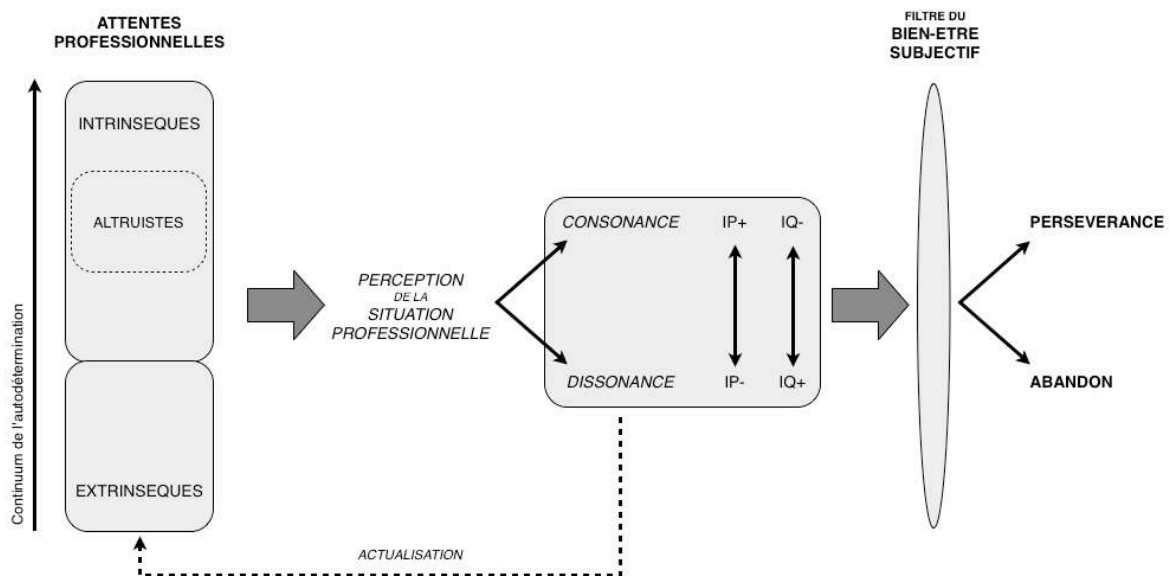 ATTENTES
PROFESSIONNELLES
FILTRE DU
BIEN-ETRE
SUBJECTIF
Continuum de l'autodétermination
INTRINSEQUES
ALTRUISTES
EXTRINSEQUES
PERCEPTION
DE LA
SITUATION
PROFESSIONNELLE
CONSONANCE IP+ IQ-
DISSONANCE IP- IQ+
PERSEVERANCE
ABANDON
ACTUALISATION